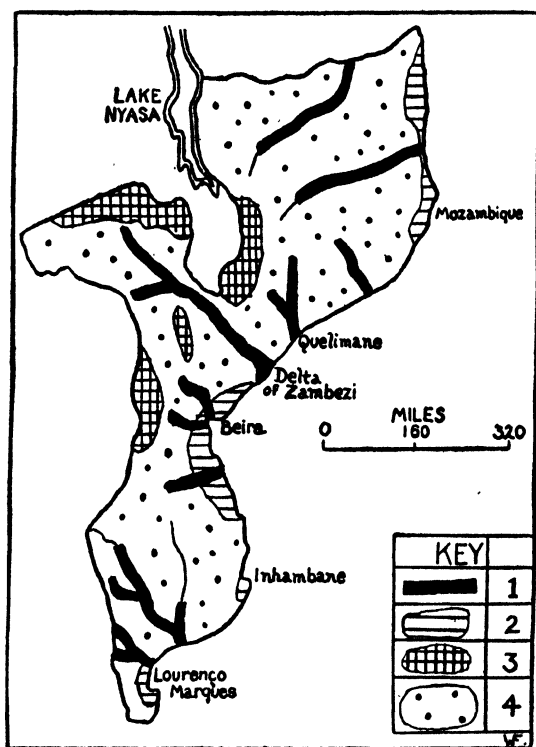 LAKE
NYASA
Mozambique
Quelimane
Delta
of Zambezi
Beira
MILES
0 160 320
Inhambane
Lourenco
Marques
KEY
1
2
3
4